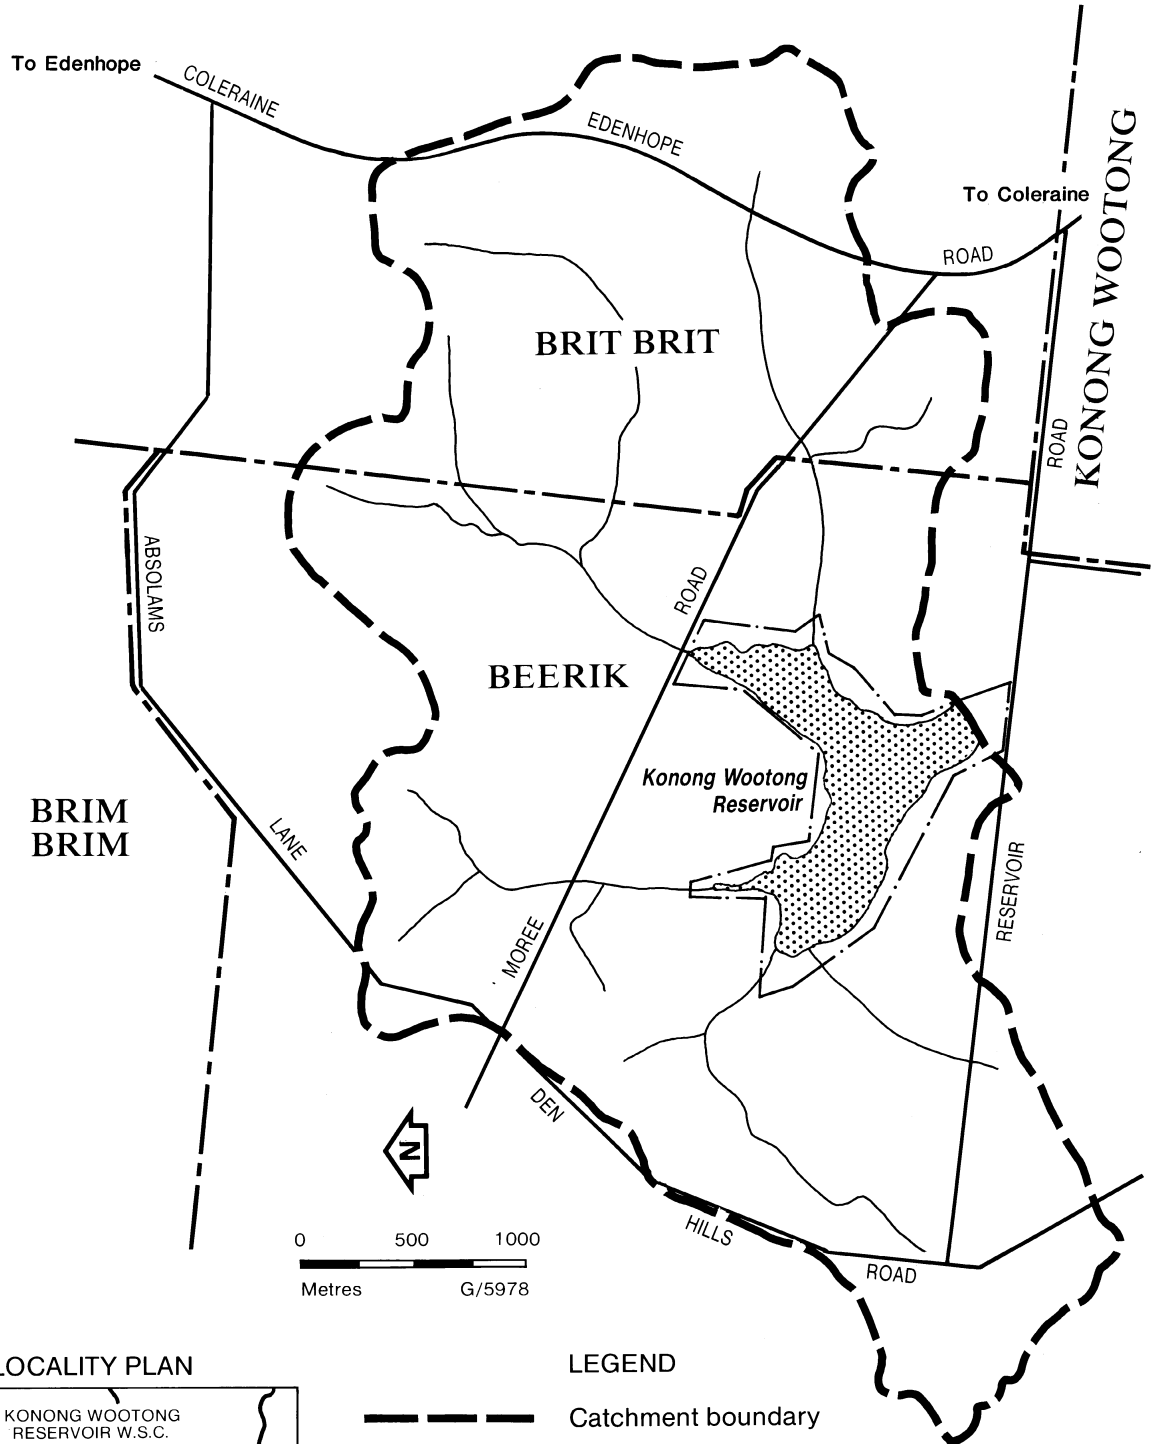 To Edenhope
COLERAINE
EDENHOPE
To Coleraine
ROAD
KONONG WOOTONG
BRIT BRIT
ROAD
ABSOLAMS
ROAD
BEERIK
Konong Wootong
Reservoir
BRIM
BRIM
LANE
RESERVOIR
MOREE
DEN
N
HILLS
ROAD
0 500 1000
Metres G/5978
LOCALITY PLAN
KONONG WOOTONG
RESERVOIR W.S.C.
LEGEND
Catchment boundary